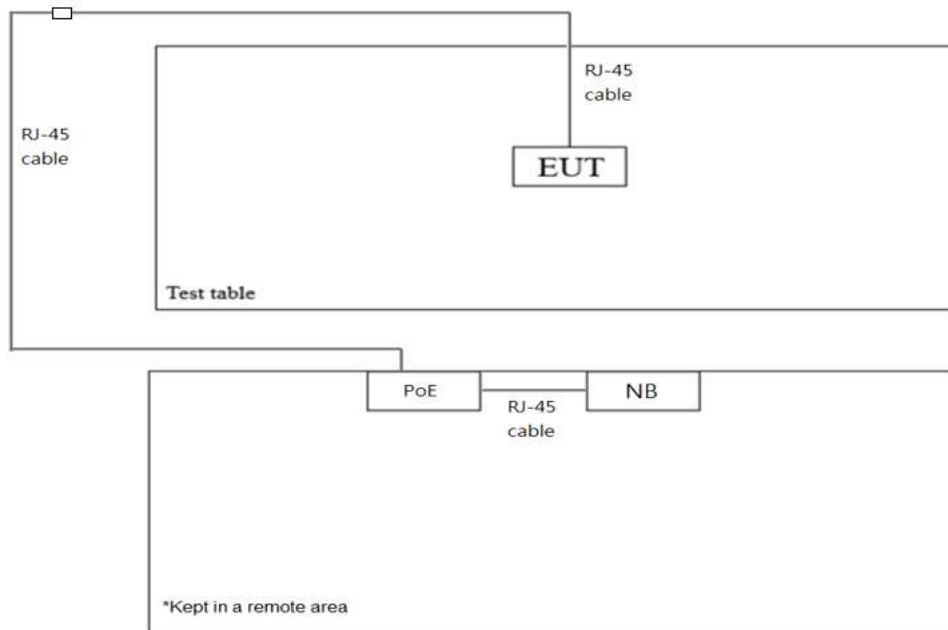 RJ-45
cable
EUT
RJ-45
cable
Test table
PoE
RJ-45
cable
NB
*Kept in a remote area